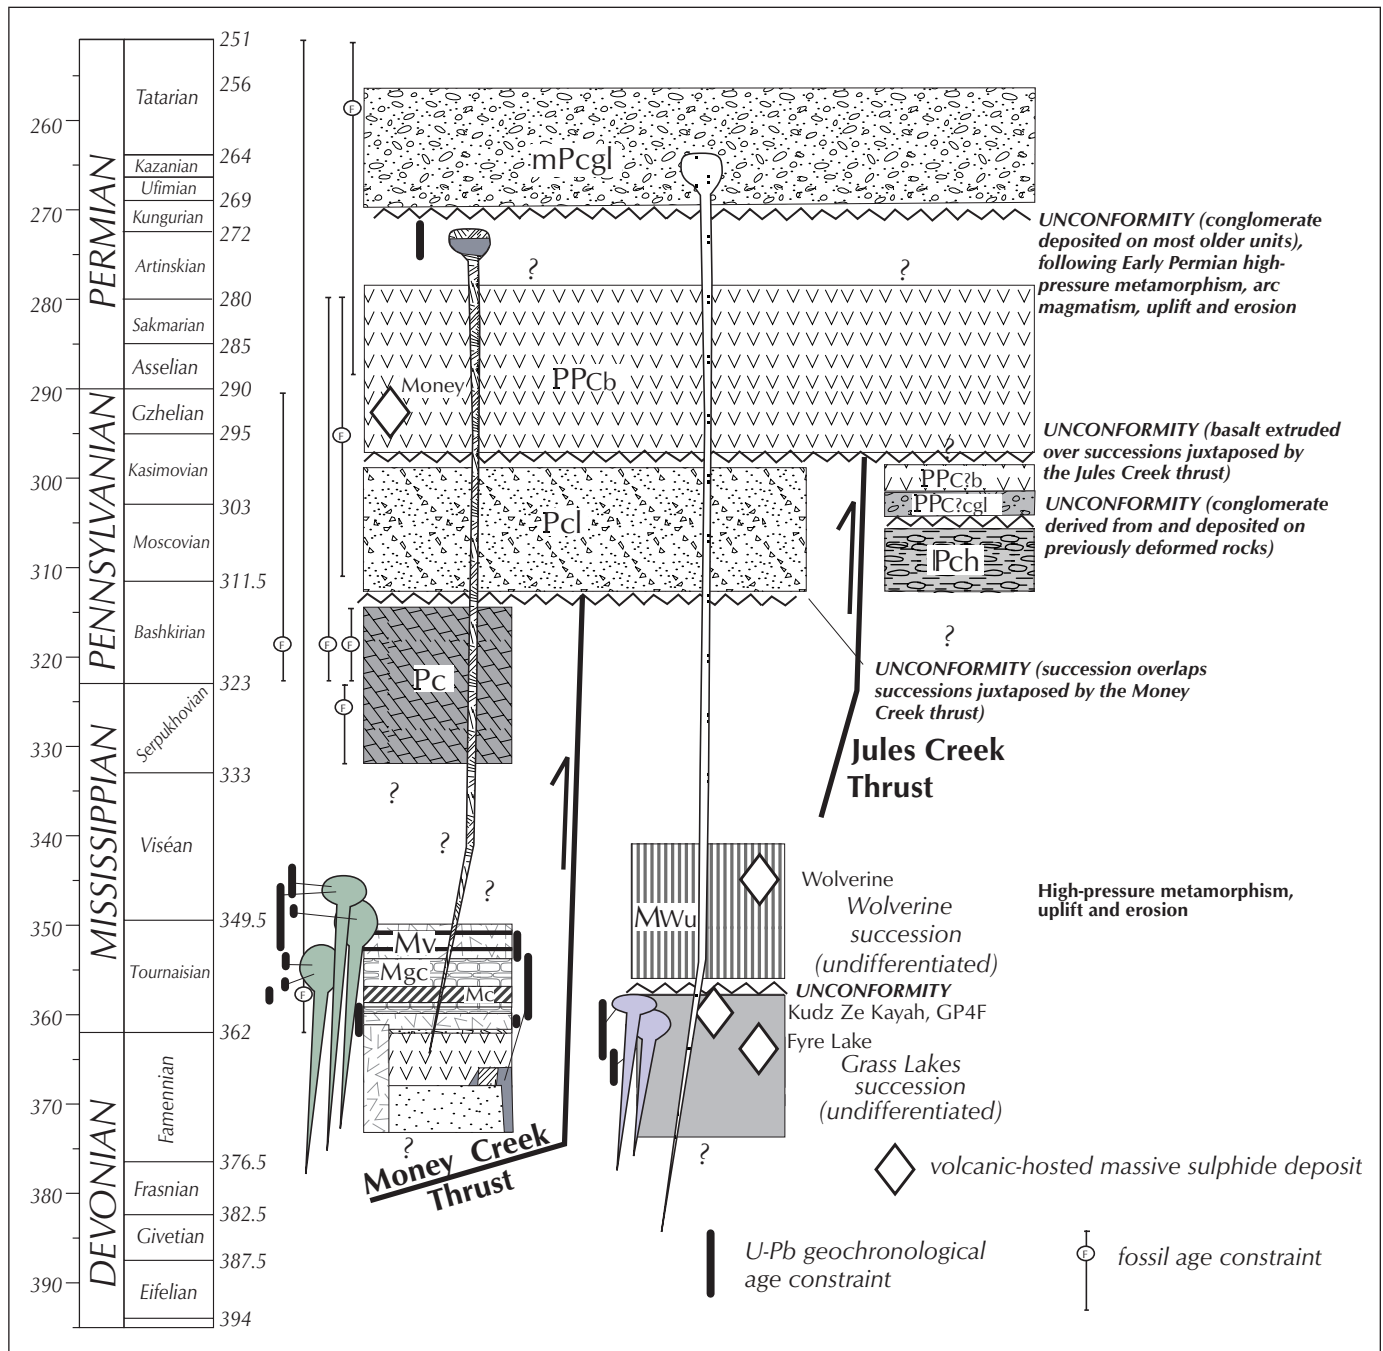 251
256
260
264
269
270
272
280
280
285
290
290
295
300
303
310
311.5
320
323
330
333
340
349.5
350
360
362
370
376.5
380
382.5
387.5
390
394
PERMIAN
PENNSYLVANIAN
MISSISSIPPIAN
DEVONIAN
Tatarian
Kazanian
Ufimian
Kungurian
Artinskian
Sakmarian
Asselian
Gzhelian
Kasimovian
Moscovian
Bashkirian
Serpukhovian
Viséan
Tournaisian
Famennian
Frasnian
Givetian
Eifelian
F
F
F
F
F
F
F
mPcgl
? ?
PPCb
Money
?
Pcl
PPC?b
PPC?cgl
Pch
?
Pc
?
?
?
Mv
Mgc
Mc
?
MWu
?
UNCONFORMITY (conglomerate
deposited on most older units),
following Early Permian high-
pressure metamorphism, arc
magmatism, uplift and erosion
UNCONFORMITY (basalt extruded
over successions juxtaposed by
the Jules Creek thrust)
UNCONFORMITY (conglomerate
derived from and deposited on
previously deformed rocks)
UNCONFORMITY (succession overlaps
successions juxtaposed by the Money
Creek thrust)
Jules Creek
Thrust
Wolverine
Wolverine
succession
(undifferentiated)
High-pressure metamorphism,
uplift and erosion
UNCONFORMITY
Kudz Ze Kayah, GP4F
Fyre Lake
Grass Lakes
succession
(undifferentiated)
Money Creek
Thrust
volcanic-hosted massive sulphide deposit
U-Pb geochronological
age constraint
F
fossil age constraint